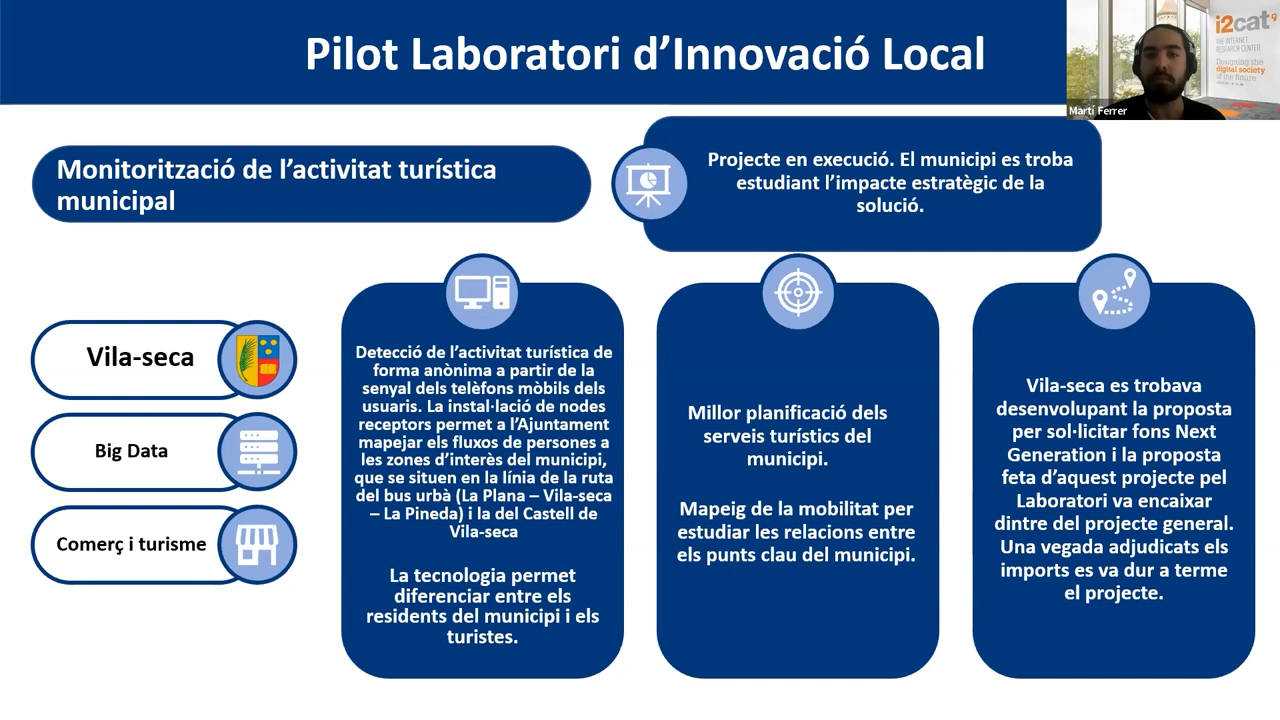 Pilot Laboratori d’Innovació Local
i2cat
THE INTERNET
RESEARCH CENTER
Designing the
digital society
of the future
Martí Ferrer
Monitorització de l’activitat turística
municipal
Projecte en execució. El municipi es troba
estudiant l’impacte estratègic de la
solució.
Vila-seca
Big Data
Comerç i turisme
Detecció de l’activitat turística de
forma anònima a partir de la
senyal dels telèfons mòbils dels
usuaris. La instal·lació de nodes
receptors permet a l’Ajuntament
mapejar els fluxos de persones a
les zones d’interès del municipi,
que se situen en la línia de la ruta
del bus urbà (La Plana – Vila-seca
– La Pineda) i la del Castell de
Vila-seca
La tecnologia permet
diferenciar entre els
residents del municipi i els
turistes.
Millor planificació dels
serveis turístics del
municipi.
Mapeig de la mobilitat per
estudiar les relacions entre
els punts clau del municipi.
Vila-seca es trobava
desenvolupant la proposta
per sol·licitar fons Next
Generation i la proposta
feta d’aquest projecte pel
Laboratori va encaixar
dintre del projecte general.
Una vegada adjudicats els
imports es va dur a terme
el projecte.